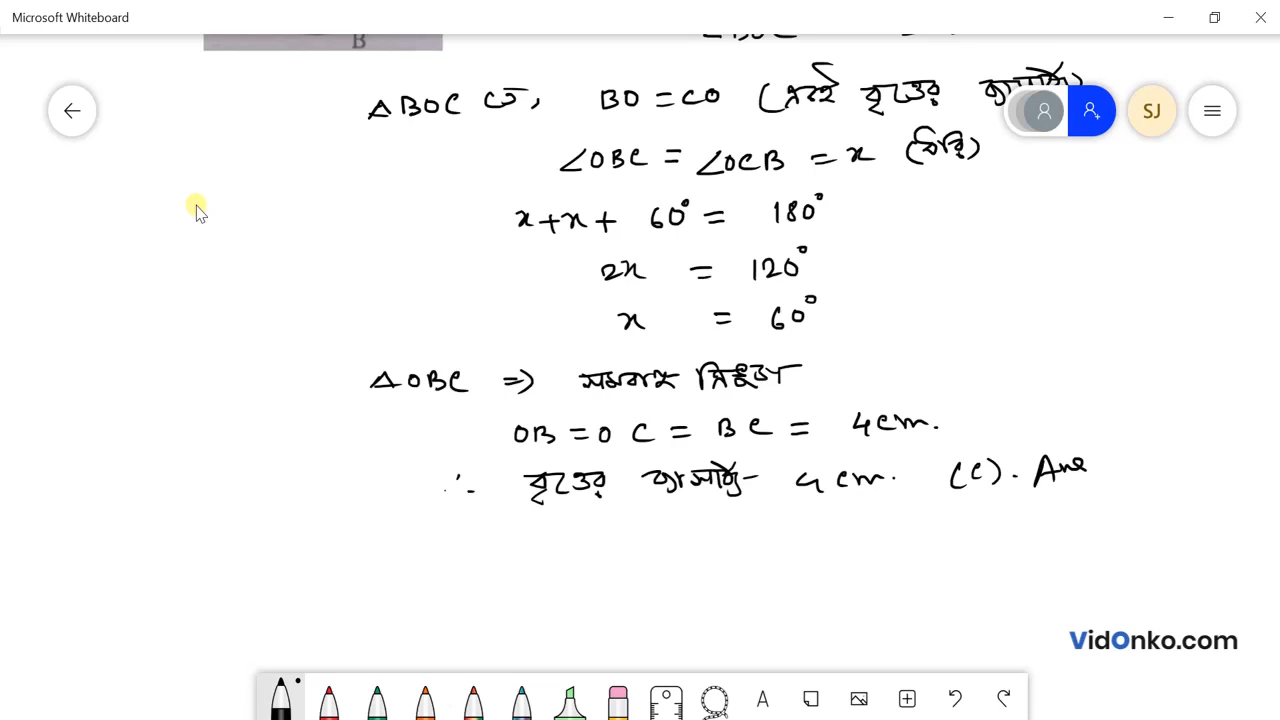 Microsoft Whiteboard
B
∠BOC
△BOC তে, BO = CO (একই বৃত্তের ব্যাসার্ধ)
∠OBC = ∠OCB = x (ধরি)
x + x + 60° = 180°
2x = 120°
x = 60°
△OBC => সমবাহু ত্রিভুজ
OB = OC = BC = 4cm.
∴ বৃত্তের ব্যাসার্ধ 4 cm. (C). Ans
SJ
VidOnko.com
A